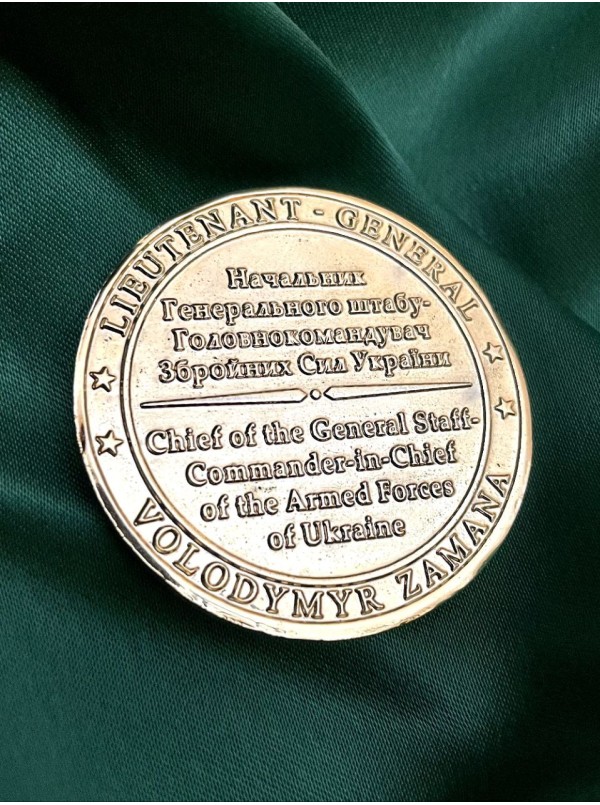 LIEUTENANT - GENERAL
Начальник
Генерального штабу-
Головнокомандувач
Збройних Сил України
Chief of the General Staff-
Commander-in-Chief
of the Armed Forces
of Ukraine
VOLODYMYR ZAMANA